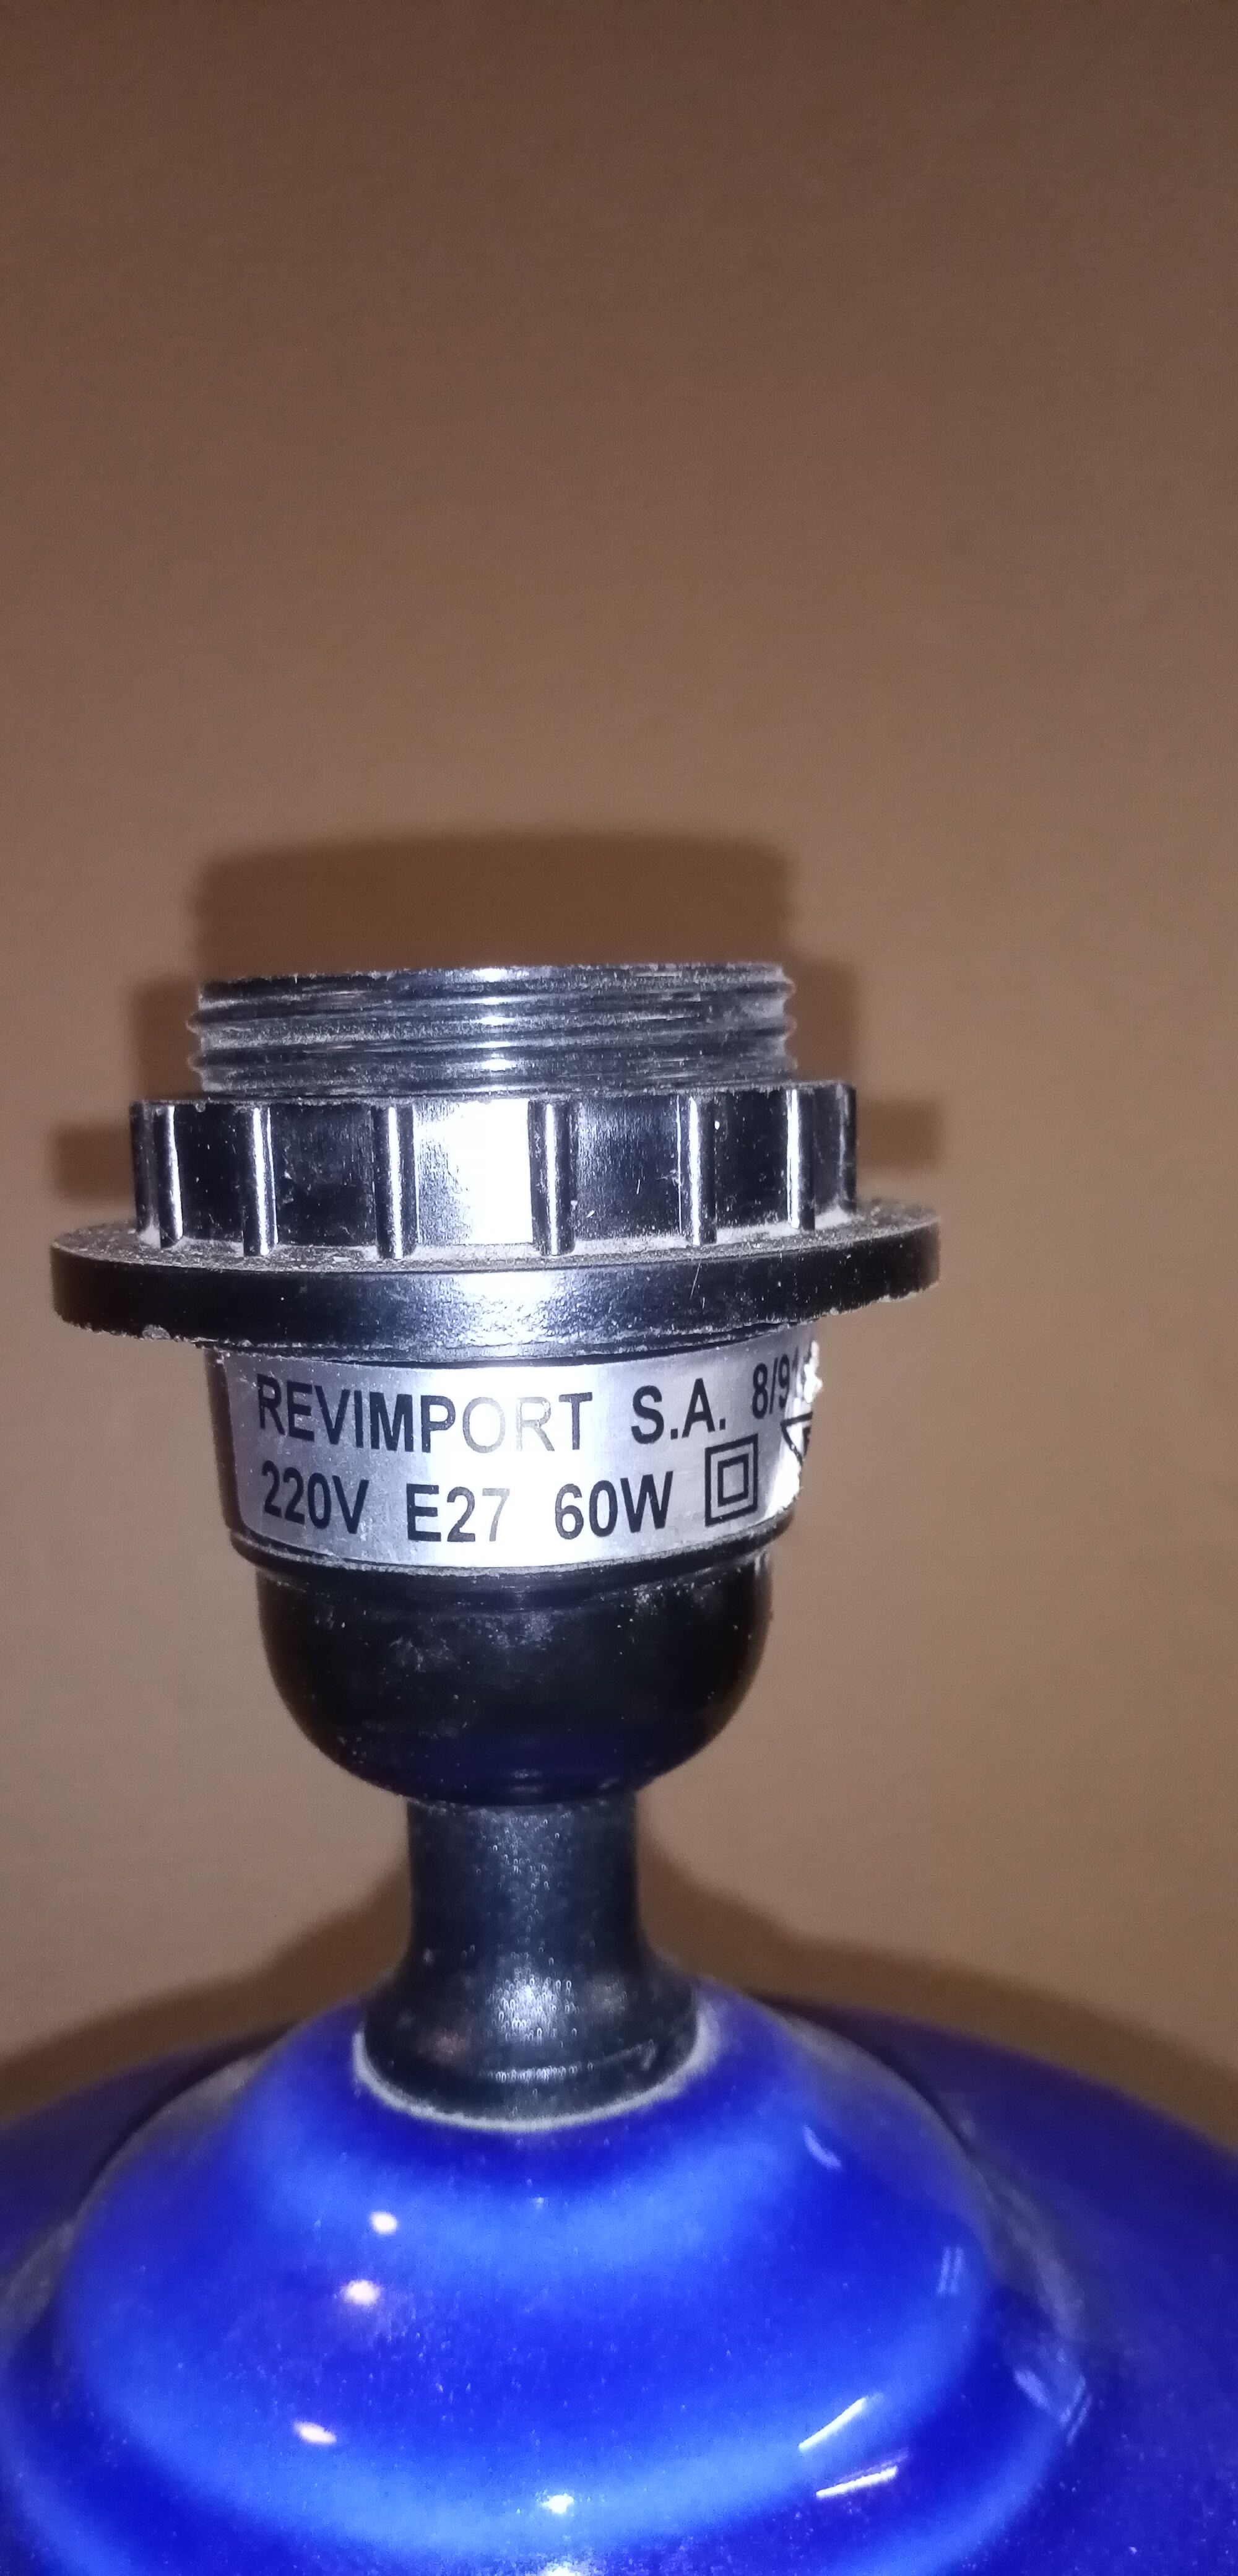 REVIMPORT S.A.
220V E27 60W